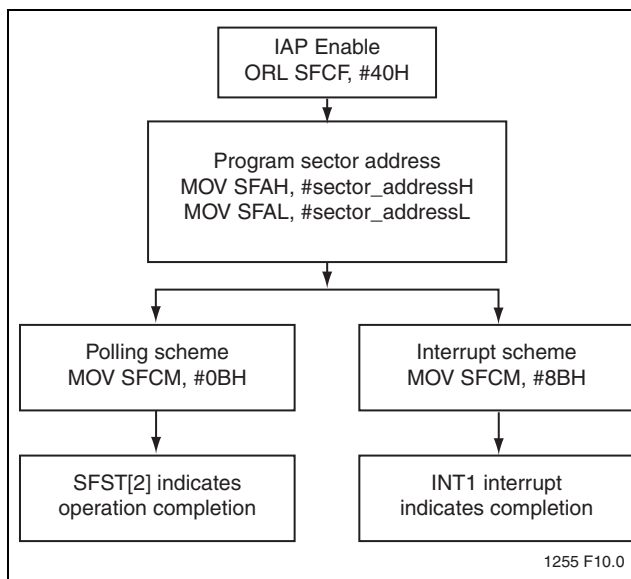 IAP Enable
ORL SFCF, #40H
Program sector address
MOV SFAH, #sector_addressH
MOV SFAL, #sector_addressL
Polling scheme
MOV SFCM, #0BH
Interrupt scheme
MOV SFCM, #8BH
SFST[2] indicates
operation completion
INT1 interrupt
indicates completion
1255 F10.0